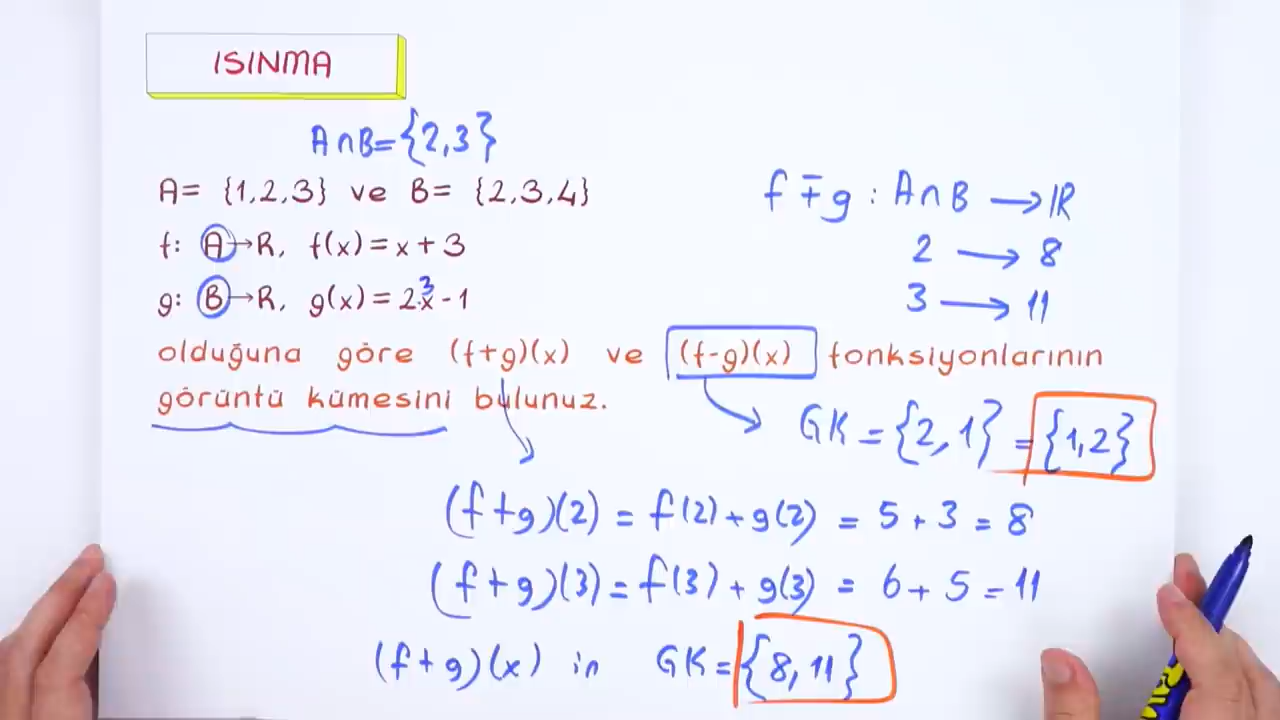 ISINMA
A∩B={2,3}
A= {1,2,3} ve B= {2,3,4}
f: A→R, f(x)=x+3
g: B→R, g(x)=2.x-1
3
olduğuna göre (f+g)(x) ve (f-g)(x) fonksiyonlarının
görüntü kümesini bulunuz.
f∓g : A∩B → IR
2 → 8
3 → 11
GK={2,1}={1,2}
(f+g)(2) = f(2)+g(2) = 5+3 = 8
(f+g)(3) = f(3)+g(3) = 6+5=11
(f+g)(x) in GK={8,11}